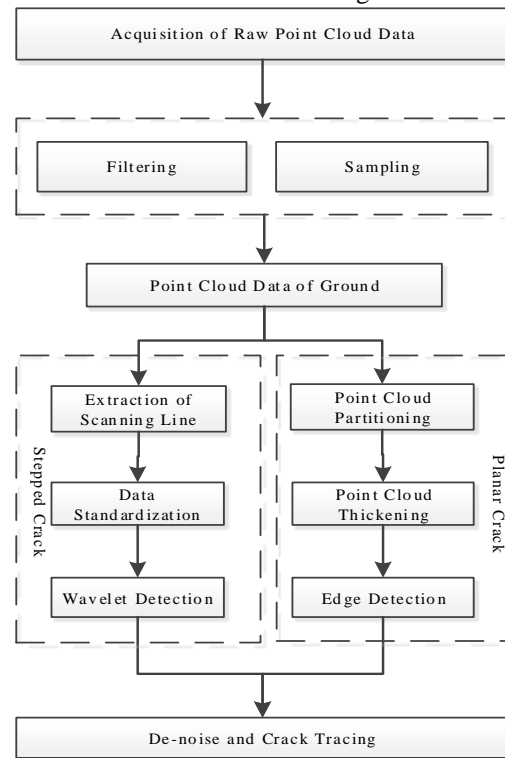 Acquisition of Raw Point Cloud Data
Filtering
Sampling
Point Cloud Data of Ground
Stepped Crack
Extraction of
Scanning Line
Data
Standardization
Wavelet Detection
Point Cloud
Partitioning
Point Cloud
Thickening
Edge Detection
Planar Crack
De-noise and Crack Tracing